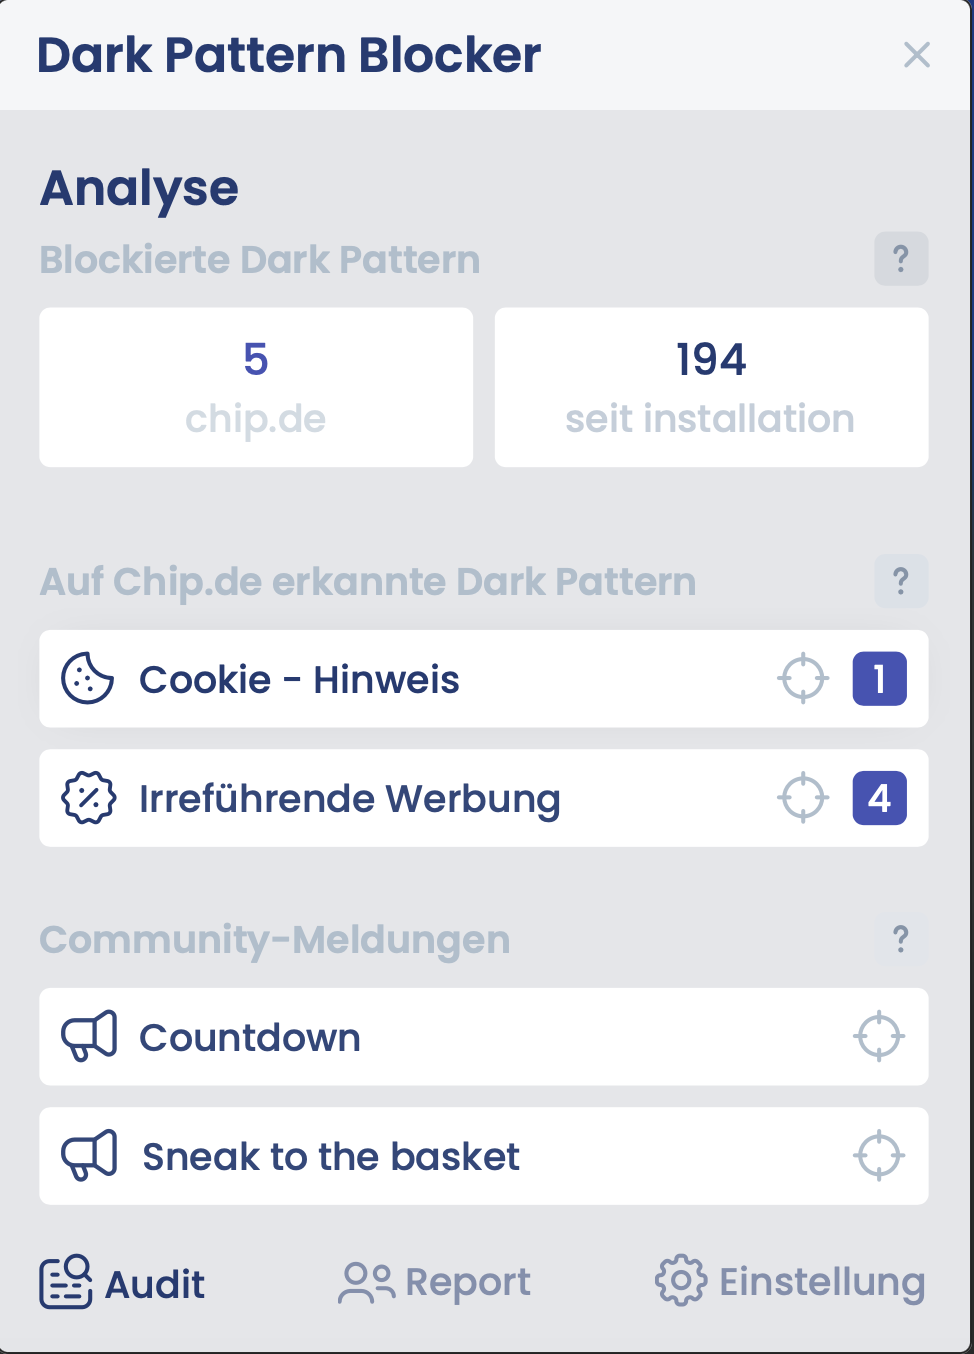 Dark Pattern Blocker
Analyse
Blockierte Dark Pattern ?
5
chip.de
194
seit installation
Auf Chip.de erkannte Dark Pattern ?
Cookie - Hinweis 1
Irreführende Werbung 4
Community-Meldungen ?
Countdown
Sneak to the basket
Audit Report Einstellung